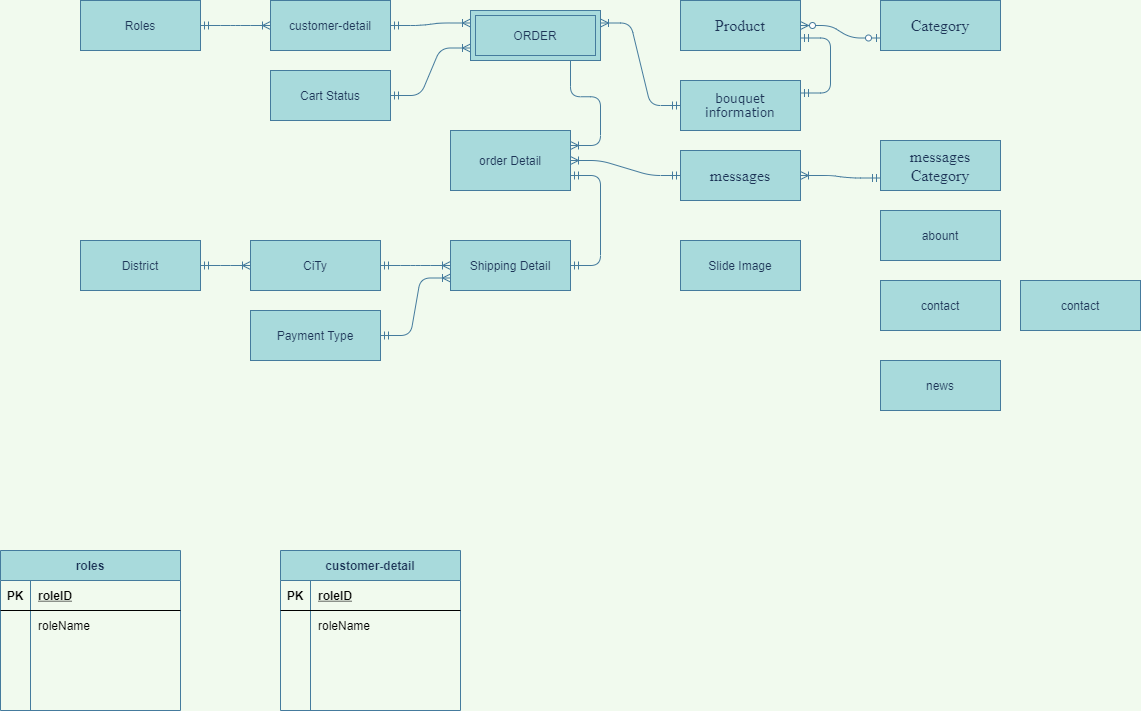 Roles
customer-detail
ORDER
Product
Category
Cart Status
bouquet
information
order Detail
messages
messages
Category
abount
District
CiTy
Shipping Detail
Slide Image
contact
contact
Payment Type
news
roles
PK roleID
roleName
customer-detail
PK roleID
roleName